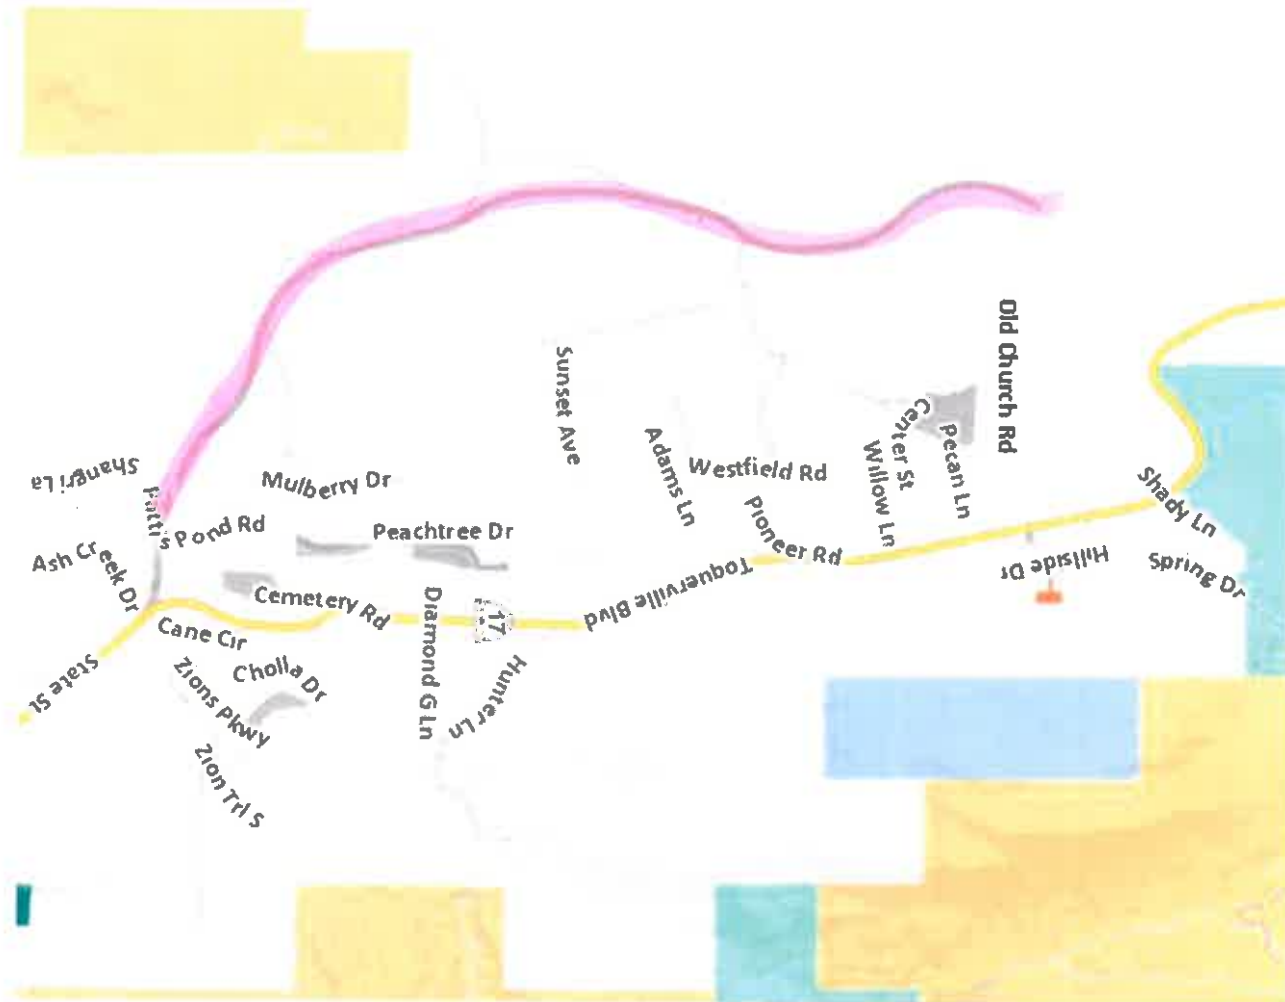 Old Church Rd
Sunset Ave
Center St
Pecan Ln
Adams Ln
Westfield Rd
Willow Ln
Shangri La
Mulberry Dr
Shady Ln
Pioneer Rd
Pond Rd
Peachtree Dr
Ash Creek Dr
Hillside Dr
Spring Dr
Toquerville Blvd
Cemetery Rd
Diamond G Ln
17
Cane Cir
State St
Cholla Dr
Zions Pkwy
Hunter Ln
Zion Trl S